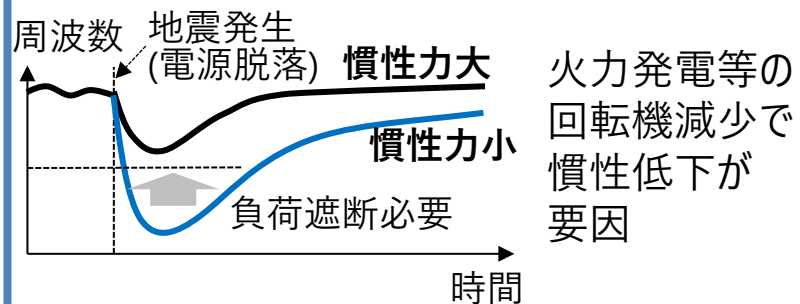 周波数
地震発生
(電源脱落)
慣性力大
慣性力小
負荷遮断必要
時間
火力発電等の
回転機減少で
慣性低下が
要因